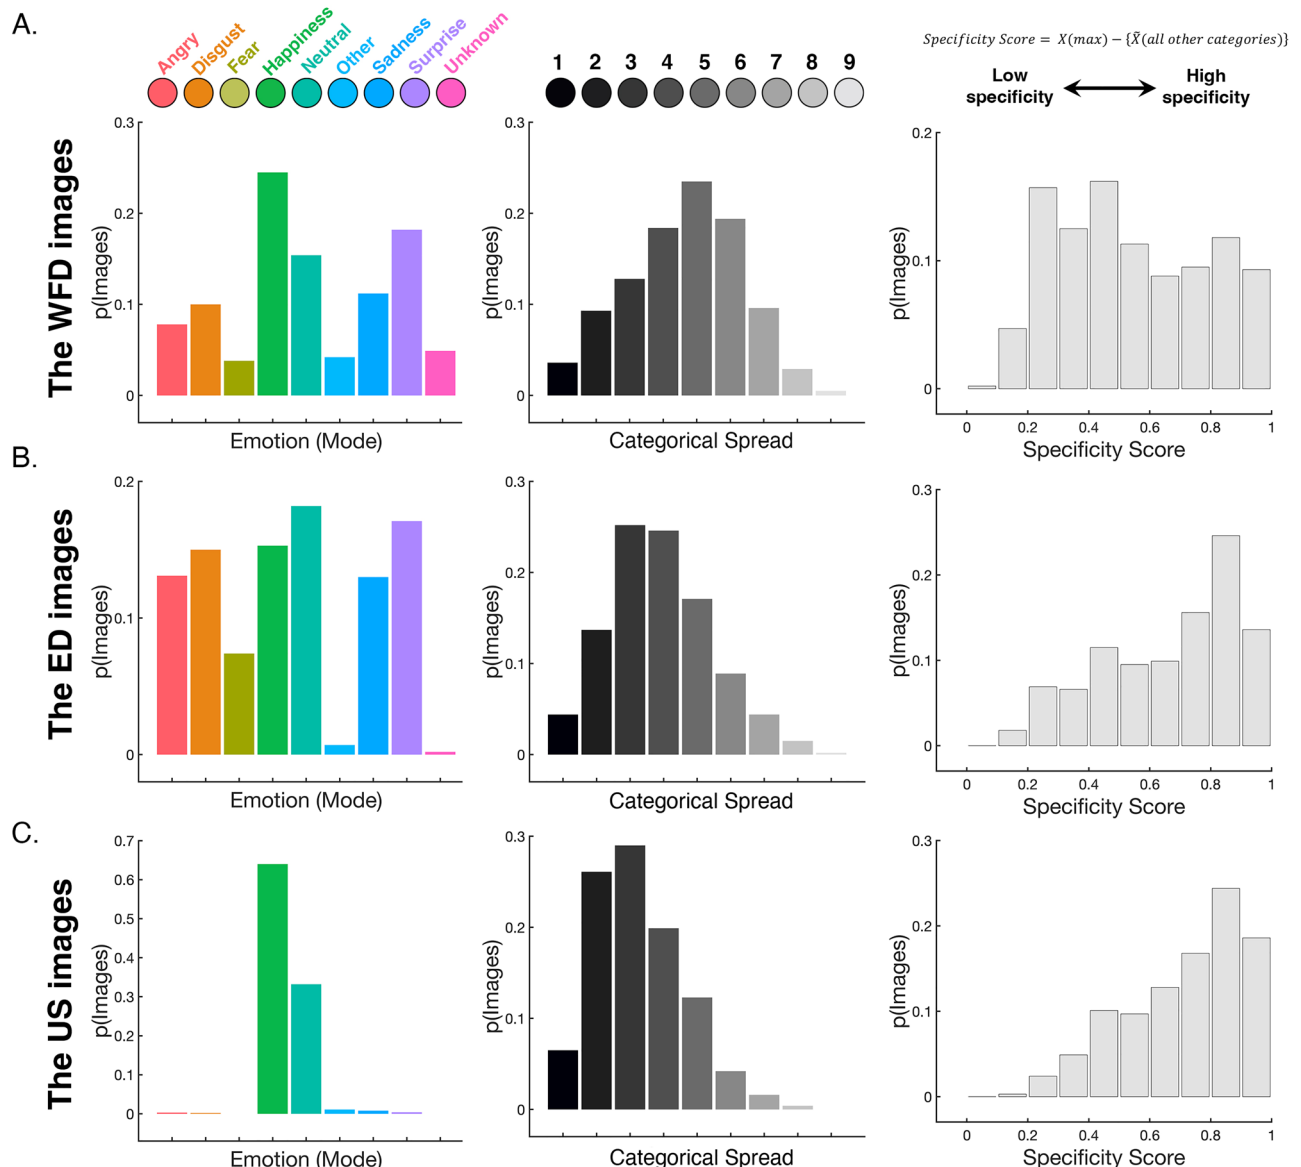 A.
Angry
Disgust
Fear
Happiness
Neutral
Other
Sadness
Surprise
Unknown
1 2 3 4 5 6 7 8 9
Specificity Score = X(max) − {X̄(all other categories)}
Low specificity
High specificity
The WFD images
p(Images)
0.3
0.2
0.1
0
Emotion (Mode)
p(Images)
0.3
0.2
0.1
0
Categorical Spread
p(Images)
0.2
0.1
0
0 0.2 0.4 0.6 0.8 1
Specificity Score
B.
The ED images
p(Images)
0.2
0.1
0
Emotion (Mode)
p(Images)
0.3
0.2
0.1
0
Categorical Spread
p(Images)
0.3
0.2
0.1
0
0 0.2 0.4 0.6 0.8 1
Specificity Score
C.
The US images
p(Images)
0.7
0.6
0.5
0.4
0.3
0.2
0.1
0
Emotion (Mode)
p(Images)
0.3
0.2
0.1
0
Categorical Spread
p(Images)
0.3
0.2
0.1
0
0 0.2 0.4 0.6 0.8 1
Specificity Score